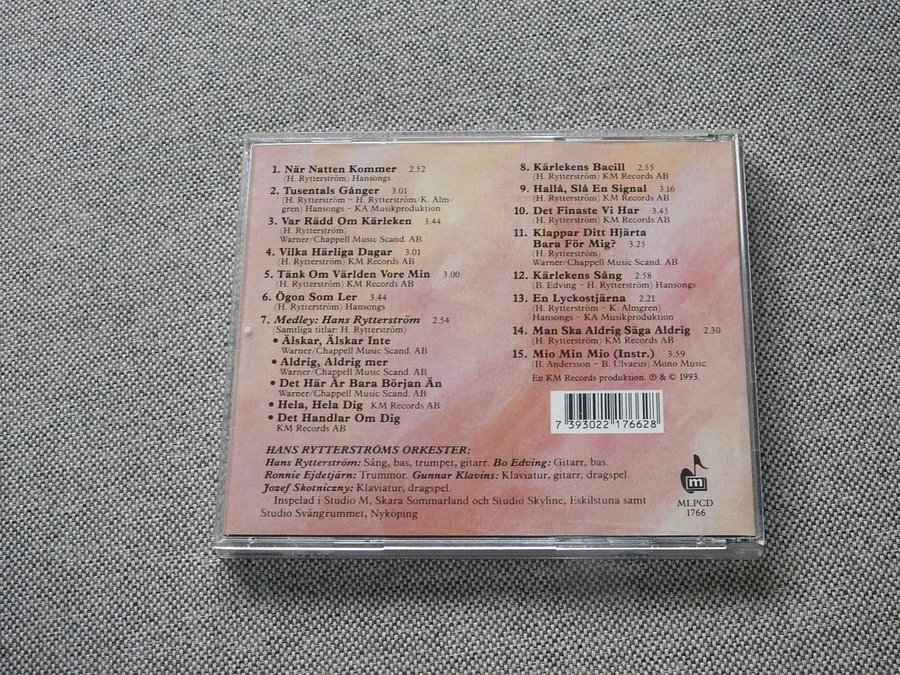 1. När Natten Kommer 2.52
(H. Rytterström) Hansongs
2. Tusentals Gånger 3.01
(H. Rytterström – H. Rytterström/K. Alm-
gren) Hansongs – KA Musikproduktion
3. Var Rädd Om Kärleken 3.44
(H. Rytterström)
Warner/Chappell Music Scand. AB
4. Vilka Härliga Dagar 3.01
(H. Rytterström) KM Records AB
5. Tänk Om Världen Vore Min 3.00
(H. Rytterström) KM Records AB
6. Ögon Som Ler 3.44
(H. Rytterström) Hansongs
7. Medley: Hans Rytterström 2.54
(Samtliga titlar: H. Rytterström)
• Älskar, Älskar Inte
Warner/Chappell Music Scand. AB
• Aldrig, Aldrig mer
Warner/Chappell Music Scand. AB
• Det Här Är Bara Början Än
Warner/Chappell Music Scand. AB
• Hela, Hela Dig KM Records AB
• Det Handlar Om Dig
KM Records AB
8. Kärlekens Bacill 2.55
(H. Rytterström) KM Records AB
9. Hallå, Slå En Signal 3.16
(H. Rytterström) KM Records AB
10. Det Finaste Vi Har 3.45
(H. Rytterström) KM Records AB
11. Klappar Ditt Hjärta
Bara För Mig? 3.25
(H. Rytterström)
Warner/Chappell Music Scand. AB
12. Kärlekens Sång 2.58
(B. Edving – H. Rytterström) Hansongs
13. En Lyckostjärna 2.21
(H. Rytterström – K. Almgren)
Hansongs – KA Musikproduktion
14. Man Ska Aldrig Säga Aldrig 2.30
(H. Rytterström) KM Records AB
15. Mio Min Mio (Instr.) 3.59
(B. Andersson – B. Ulvaeus) Mono Music
En KM Records produktion. ℗ & © 1993.
7 393022 176628
HANS RYTTERSTRÖMS ORKESTER:
Hans Rytterström: Sång, bas, trumpet, gitarr. Bo Edving: Gitarr, bas.
Ronnie Ejdetjärn: Trummor. Gunnar Klavins: Klaviatur, gitarr, dragspel.
Jozef Skotniczny: Klaviatur, dragspel.
Inspelad i Studio M, Skara Sommarland och Studio Skyline, Eskilstuna samt
Studio Svängrummet, Nyköping
m
MLPCD
1766